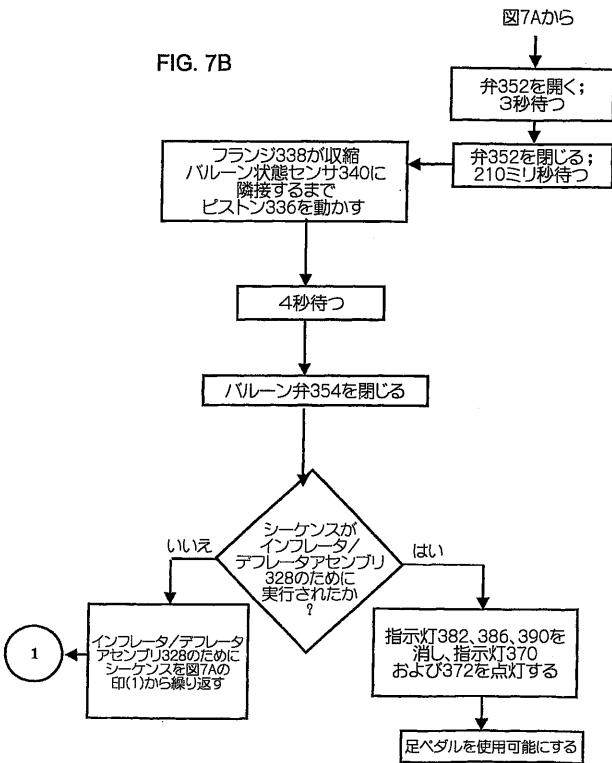 図7Aから
FIG. 7B
弁352を開く;
3秒待つ
弁352を閉じる;
210ミリ秒待つ
フランジ338が収縮
バルーン状態センサ340に
隣接するまで
ピストン336を動かす
4秒待つ
バルーン弁354を閉じる
シーケンスが
インフレータ/
デフレータアセンブリ
328のために
実行されたか
?
いいえ
はい
インフレータ/デフレータ
アセンブリ328のために
シーケンスを図7Aの
印(1)から繰り返す
1
指示灯382、386、390を
消し、指示灯370
および372を点灯する
足ペダルを使用可能にする